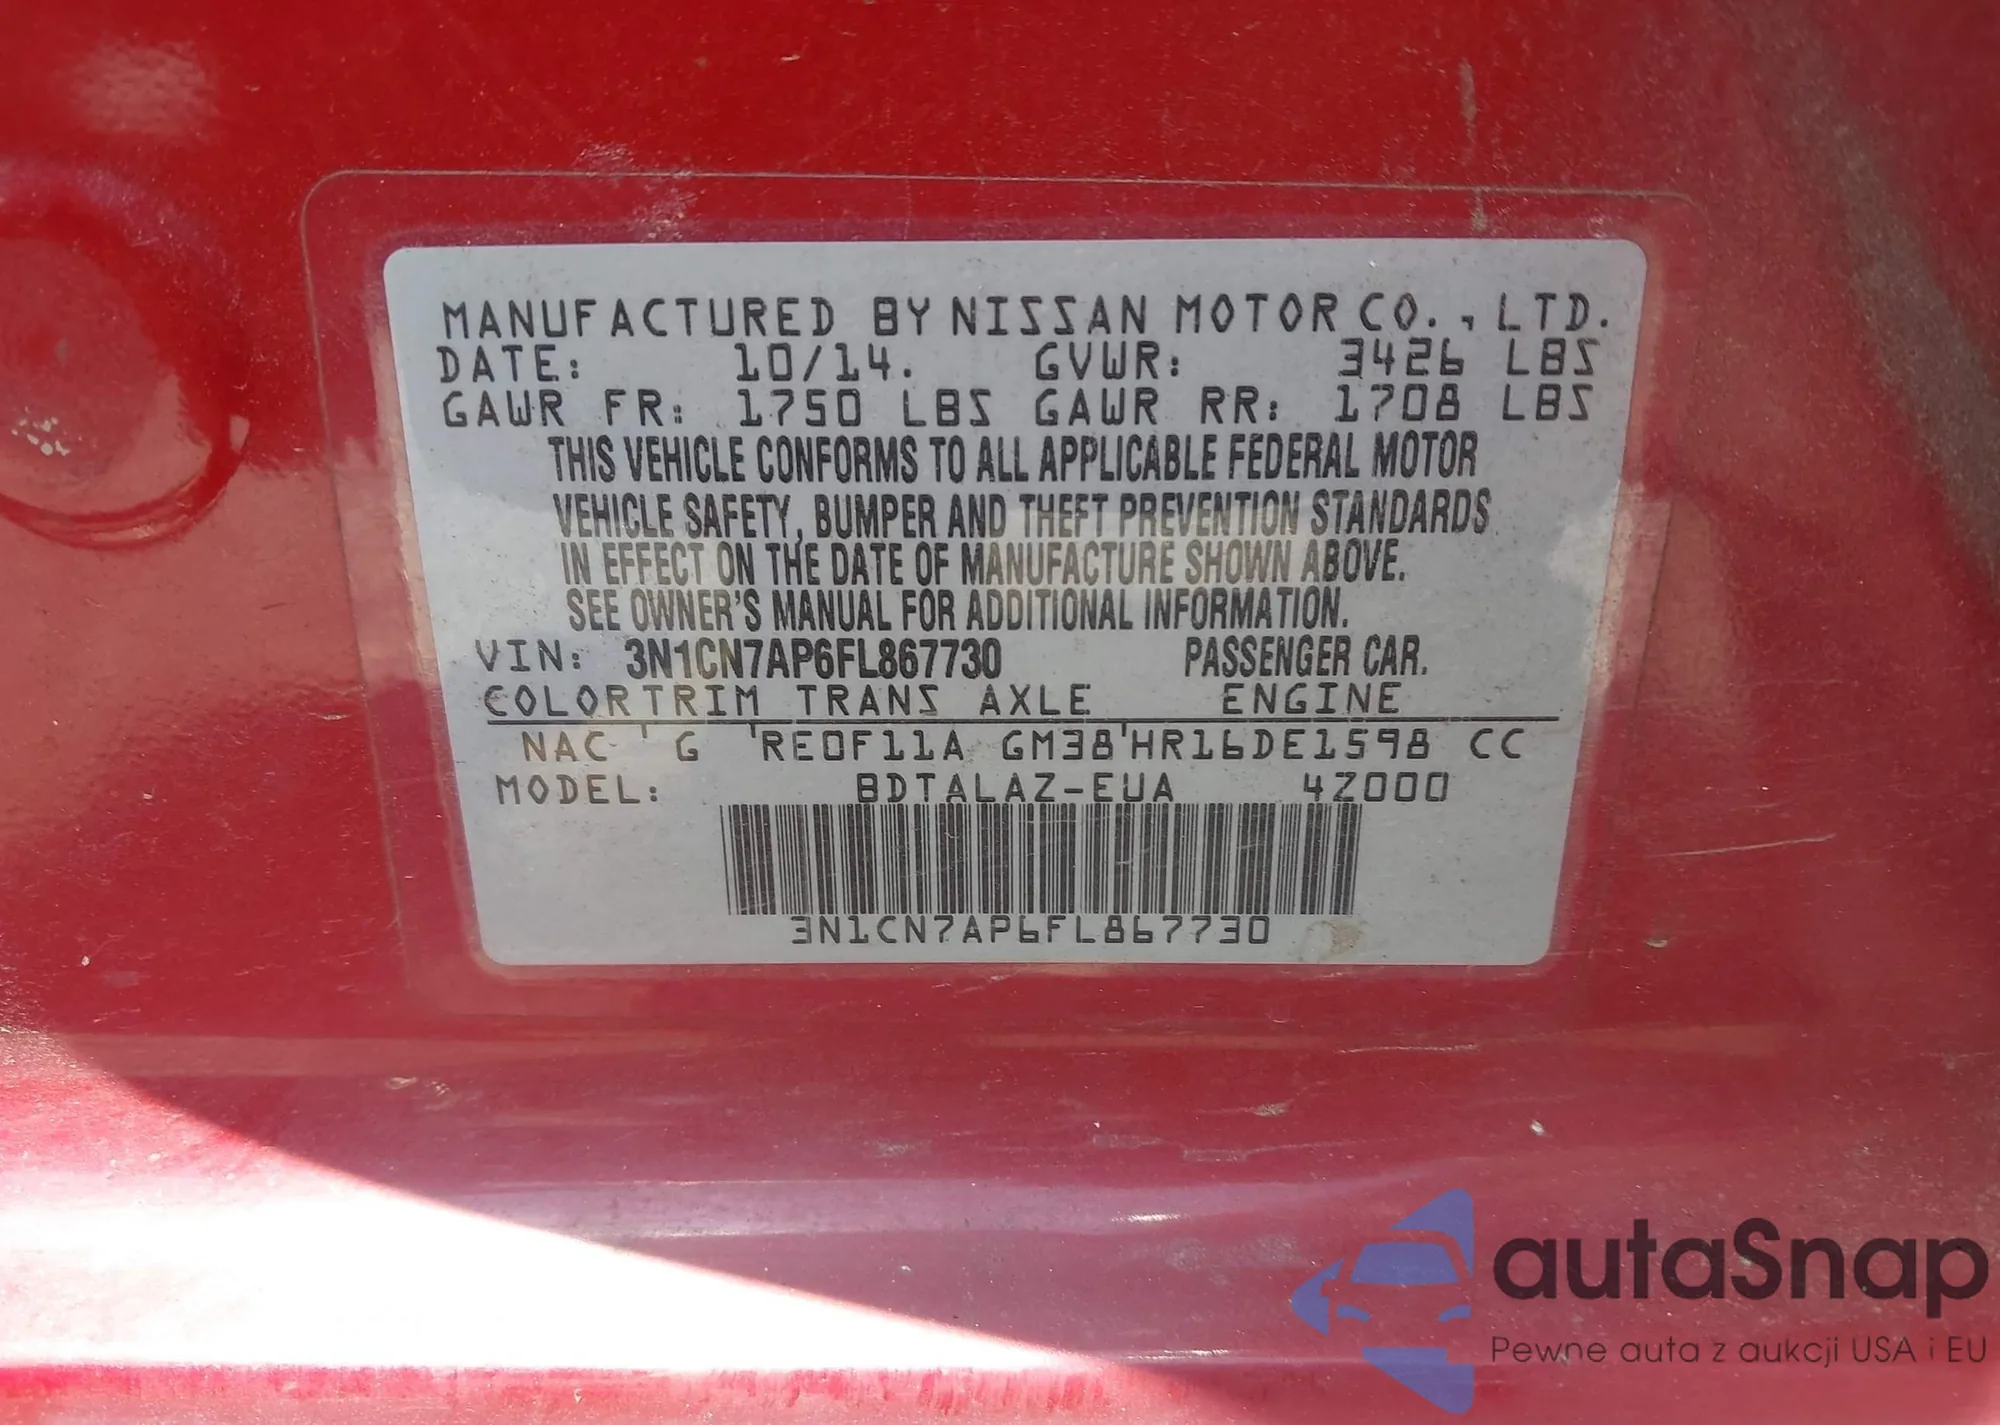 MANUFACTURED BY NISSAN MOTOR CO., LTD.
DATE: 10/14. GVWR: 3426 LBS
GAWR FR: 1750 LBS GAWR RR: 1708 LBS
THIS VEHICLE CONFORMS TO ALL APPLICABLE FEDERAL MOTOR
VEHICLE SAFETY, BUMPER AND THEFT PREVENTION STANDARDS
IN EFFECT ON THE DATE OF MANUFACTURE SHOWN ABOVE.
SEE OWNER'S MANUAL FOR ADDITIONAL INFORMATION.
VIN: 3N1CN7AP6FL867730 PASSENGER CAR.
COLOR TRIM TRANS AXLE ENGINE
NAC ' G 'RE0F11A GM38'HR16DE1598 CC
MODEL: BDTALAZ-EUA 4Z000
3N1CN7AP6FL867730
autaSnap
Pewne auta z aukcji USA i EU